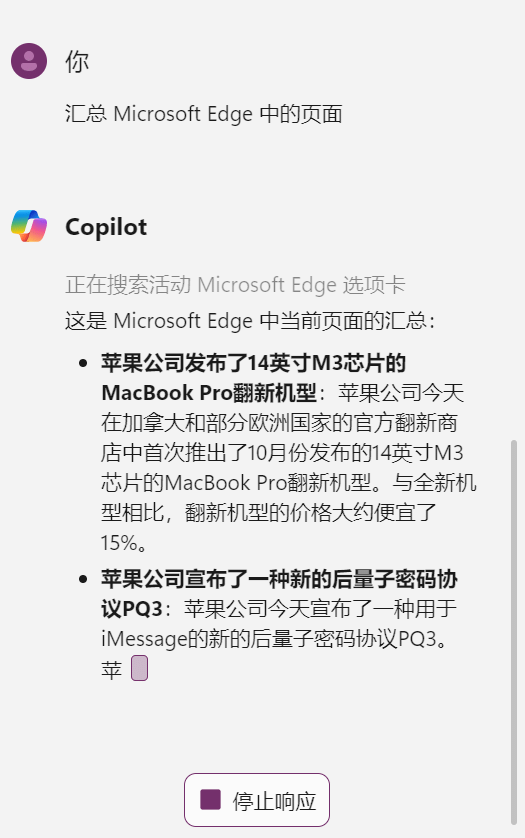 你
汇总 Microsoft Edge 中的页面
Copilot
正在搜索活动 Microsoft Edge 选项卡
这是 Microsoft Edge 中当前页面的汇总：
苹果公司发布了14英寸M3芯片的
MacBook Pro翻新机型：苹果公司今天
在加拿大和部分欧洲国家的官方翻新商
店中首次推出了10月份发布的14英寸M3
芯片的MacBook Pro翻新机型。与全新机
型相比，翻新机型的价格大约便宜了
15%。
苹果公司宣布了一种新的后量子密码协
议PQ3：苹果公司今天宣布了一种用于
iMessage的新的后量子密码协议PQ3。
苹
停止响应